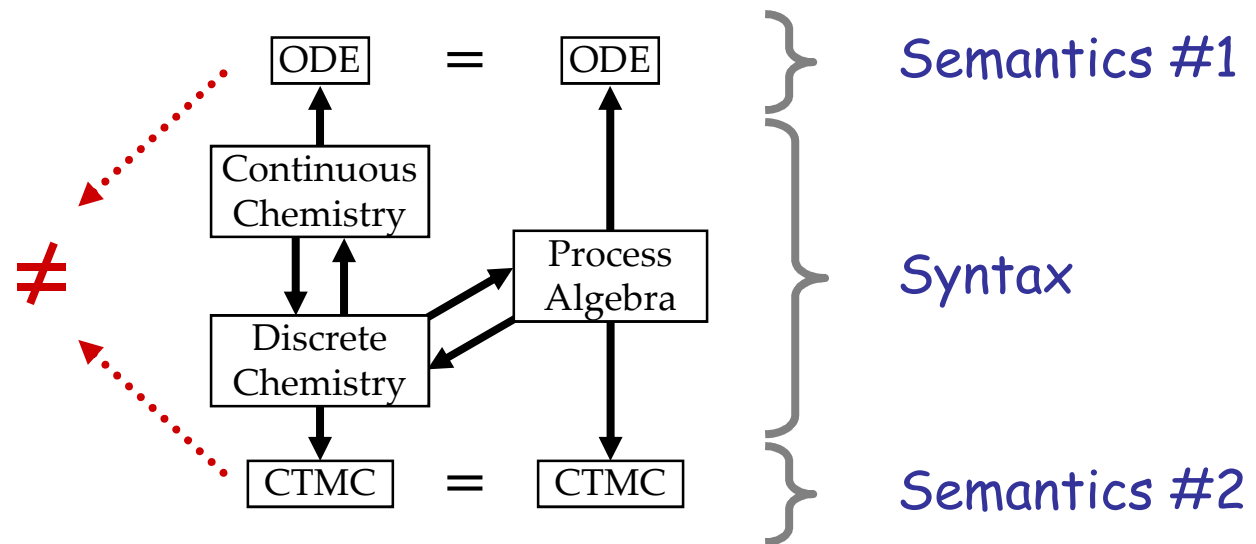 ODE = ODE
Semantics #1
Continuous
Chemistry
Process
Algebra
≠
Syntax
Discrete
Chemistry
CTMC = CTMC
Semantics #2